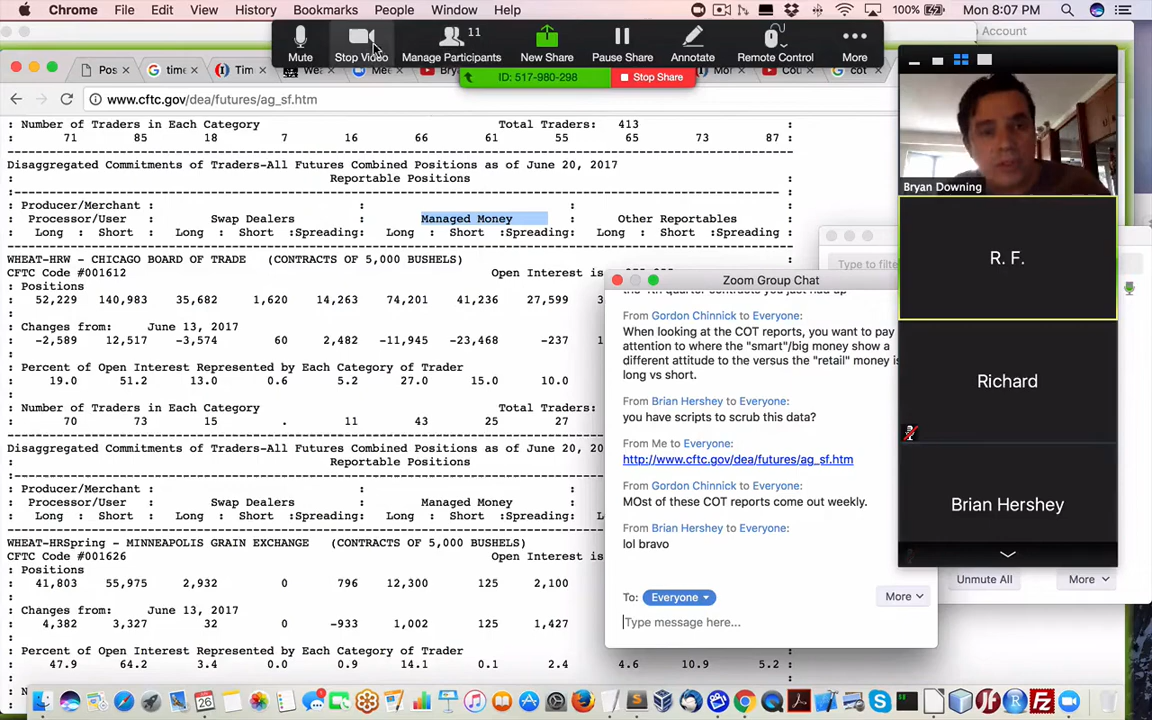 Chrome File Edit View History Bookmarks People Window Help
100% Mon 8:07 PM
Mute Stop Video Manage Participants 11 New Share Pause Share Annotate Remote Control More
ID: 517-980-298 Stop Share
Account
Pos
time
Tim
Bry
cot
www.cftc.gov/dea/futures/ag_sf.htm
: Number of Traders in Each Category Total Traders: 413 :
: 71 85 18 7 16 66 61 55 65 73 87 :
Disaggregated Commitments of Traders-All Futures Combined Positions as of June 20, 2017
: Reportable Positions
: Producer/Merchant : : :
: Processor/User : Swap Dealers : Managed Money : Other Reportables
: Long : Short : Long : Short :Spreading: Long : Short :Spreading: Long : Short :Spreading
WHEAT-HRW - CHICAGO BOARD OF TRADE (CONTRACTS OF 5,000 BUSHELS)
CFTC Code #001612 Open Interest is
: Positions
: 52,229 140,983 35,682 1,620 14,263 74,201 41,236 27,599
: Changes from: June 13, 2017
: -2,589 12,517 -3,574 60 2,482 -11,945 -23,468 -237
: Percent of Open Interest Represented by Each Category of Trader
: 19.0 51.2 13.0 0.6 5.2 27.0 15.0 10.0
: Number of Traders in Each Category Total Traders:
: 70 73 15 . 11 43 25 27
Disaggregated Commitments of Traders-All Futures Combined Positions as of June 20, 20
: Reportable Positions
: Producer/Merchant : :
: Processor/User : Swap Dealers : Managed Money
: Long : Short : Long : Short :Spreading: Long : Short :Spreading:
WHEAT-HRSpring - MINNEAPOLIS GRAIN EXCHANGE (CONTRACTS OF 5,000 BUSHELS)
CFTC Code #001626 Open Interest is
: Positions
: 41,803 55,975 2,932 0 796 12,300 125 2,100
: Changes from: June 13, 2017
: 4,382 3,327 32 0 -933 1,002 125 1,427
: Percent of Open Interest Represented by Each Category of Trader
: 47.9 64.2 3.4 0.0 0.9 14.1 0.1 2.4 4.6 10.9 5.2 :
Zoom Group Chat
From Gordon Chinnick to Everyone:
When looking at the COT reports, you want to pay
attention to where the "smart"/big money show a
different attitude to the versus the "retail" money is
long vs short.
From Brian Hershey to Everyone:
you have scripts to scrub this data?
From Me to Everyone:
http://www.cftc.gov/dea/futures/ag_sf.htm
From Gordon Chinnick to Everyone:
MOst of these COT reports come out weekly.
From Brian Hershey to Everyone:
lol bravo
To: Everyone More
Type message here...
Bryan Downing
R. F.
Richard
Brian Hershey
Type to filter
Unmute All More